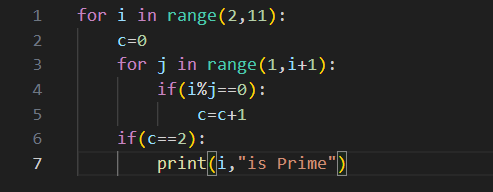 1 for i in range(2,11):
2     c=0
3     for j in range(1,i+1):
4         if(i%j==0):
5             c=c+1
6     if(c==2):
7         print(i,"is Prime")